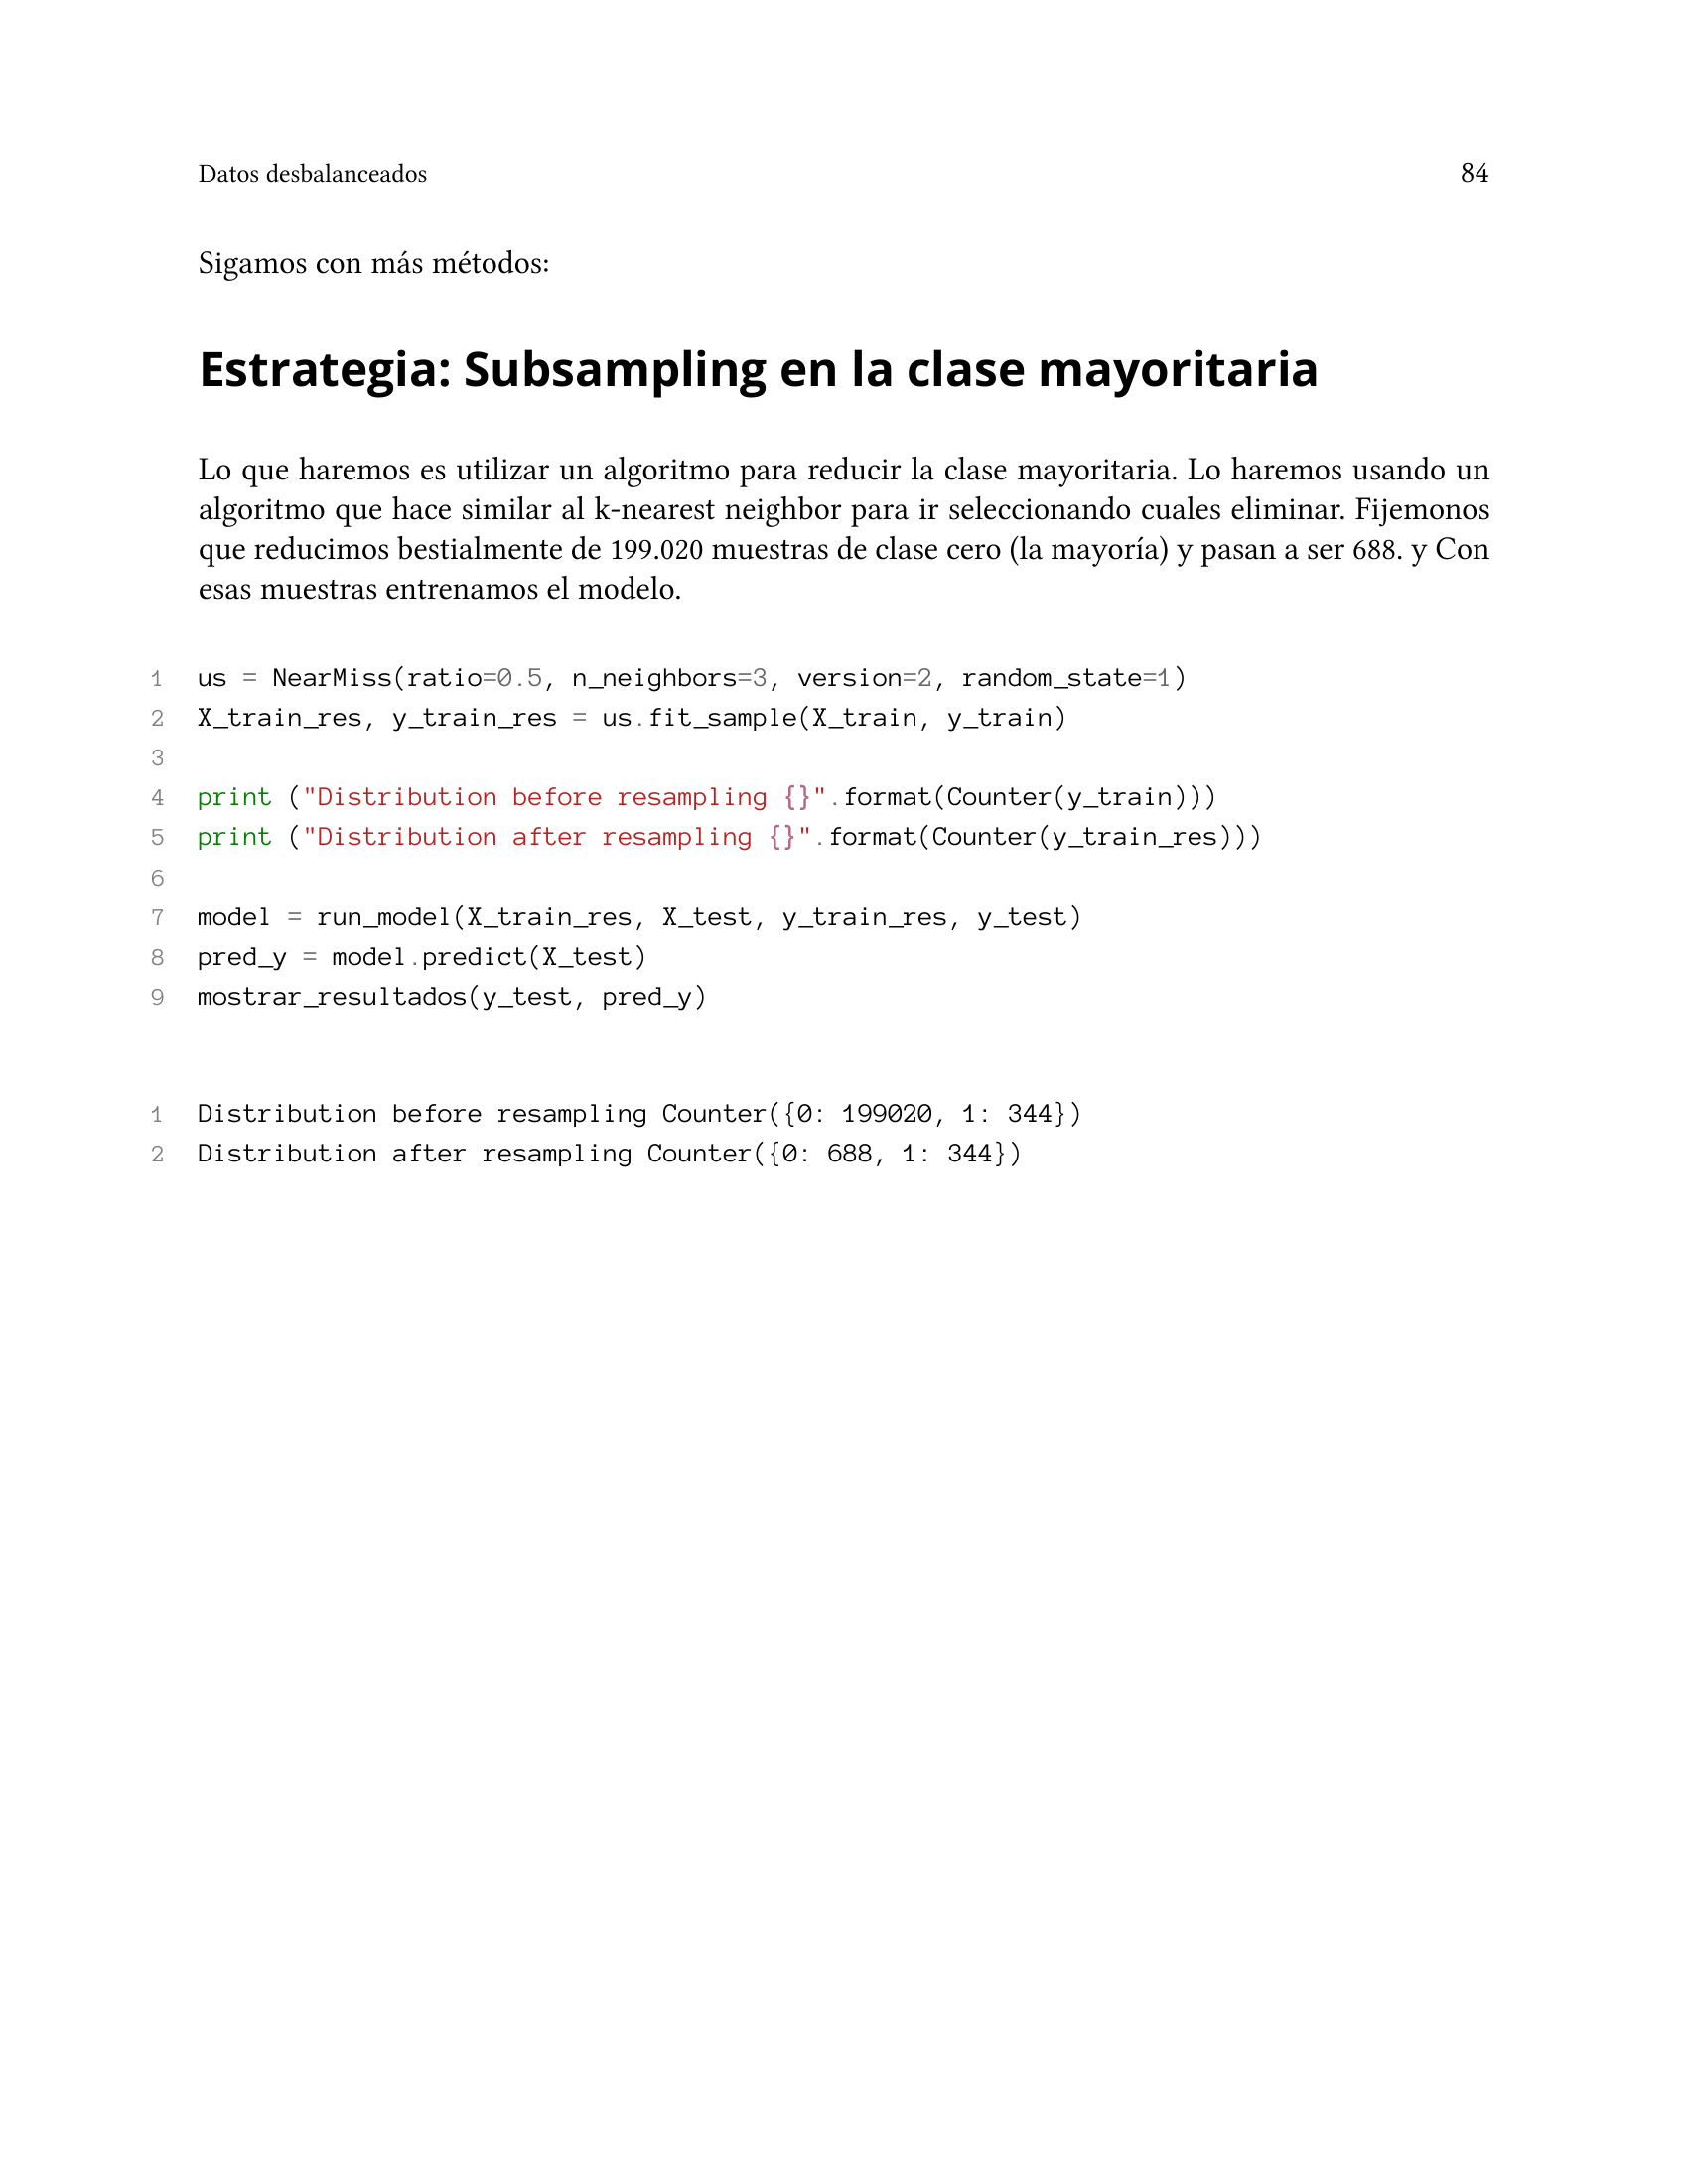 Datos desbalanceados 84
Sigamos con más métodos:
Estrategia: Subsampling en la clase mayoritaria
Lo que haremos es utilizar un algoritmo para reducir la clase mayoritaria. Lo haremos usando un
algoritmo que hace similar al k-nearest neighbor para ir seleccionando cuales eliminar. Fijemonos
que reducimos bestialmente de 199.020 muestras de clase cero (la mayoría) y pasan a ser 688. y Con
esas muestras entrenamos el modelo.
1 us = NearMiss(ratio=0.5, n_neighbors=3, version=2, random_state=1)
2 X_train_res, y_train_res = us.fit_sample(X_train, y_train)
3
4 print ("Distribution before resampling {}".format(Counter(y_train)))
5 print ("Distribution after resampling {}".format(Counter(y_train_res)))
6
7 model = run_model(X_train_res, X_test, y_train_res, y_test)
8 pred_y = model.predict(X_test)
9 mostrar_resultados(y_test, pred_y)
1 Distribution before resampling Counter({0: 199020, 1: 344})
2 Distribution after resampling Counter({0: 688, 1: 344})